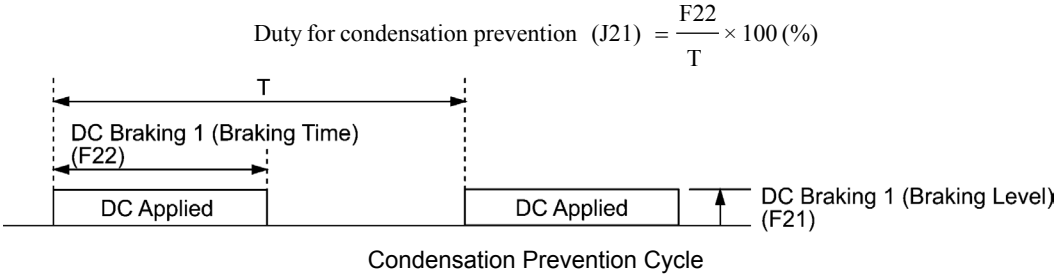 Duty for condensation prevention (J21) = F22 / T × 100 (%)
T
DC Braking 1 (Braking Time)
(F22)
DC Applied
DC Applied
DC Braking 1 (Braking Level)
(F21)
Condensation Prevention Cycle